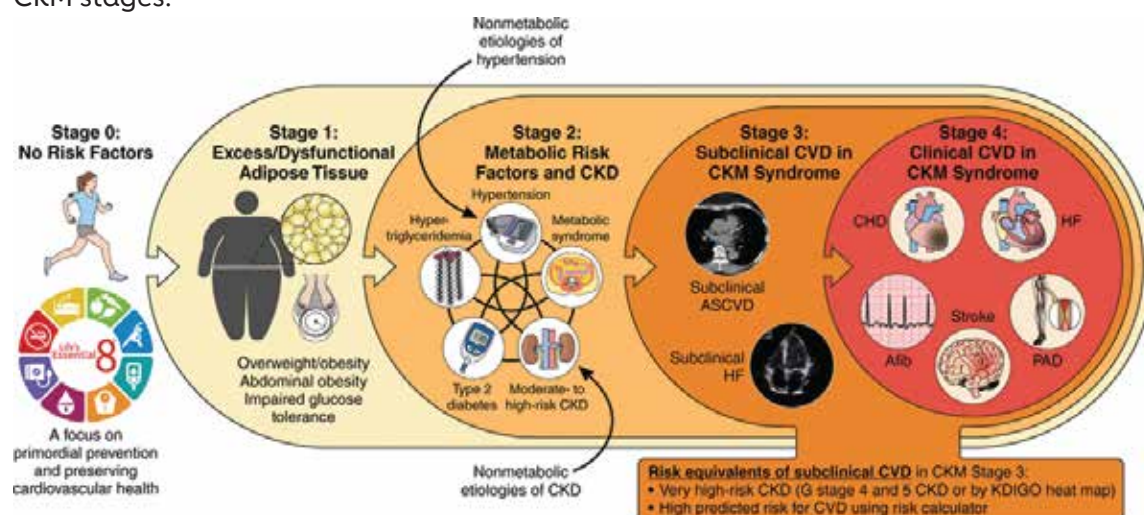 CKM stages.
Nonmetabolic
etiologies of
hypertension
Stage 0:
No Risk Factors
Life's
Essential 8
A focus on
primordial prevention
and preserving
cardiovascular health
Stage 1:
Excess/Dysfunctional
Adipose Tissue
Overweight/obesity
Abdominal obesity
Impaired glucose
tolerance
Stage 2:
Metabolic Risk
Factors and CKD
Hypertension
Hyper-
triglyceridemia
Metabolic
syndrome
Type 2
diabetes
Moderate- to
high-risk CKD
Nonmetabolic
etiologies of CKD
Stage 3:
Subclinical CVD in
CKM Syndrome
Subclinical
ASCVD
Subclinical
HF
Stage 4:
Clinical CVD in
CKM Syndrome
CHD
HF
Afib
Stroke
PAD
Risk equivalents of subclinical CVD in CKM Stage 3:
• Very high-risk CKD (G stage 4 and 5 CKD or by KDIGO heat map)
• High predicted risk for CVD using risk calculator